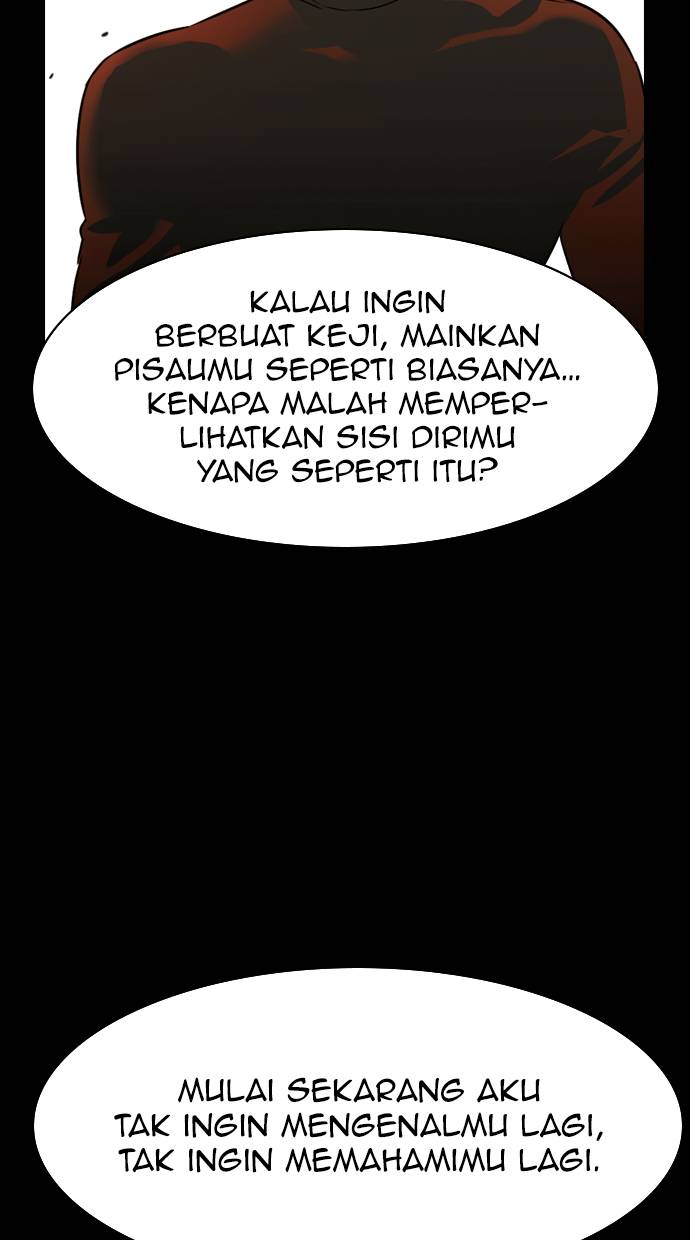 KALAU INGIN
BERBUAT KEJI, MAINKAN
PISAUMU SEPERTI BIASANYA...
KENAPA MALAH MEMPER-
LIHATKAN SISI DIRIMU
YANG SEPERTI ITU?
MULAI SEKARANG AKU
TAK INGIN MENGENALMU LAGI,
TAK INGIN MEMAHAMIMU LAGI.